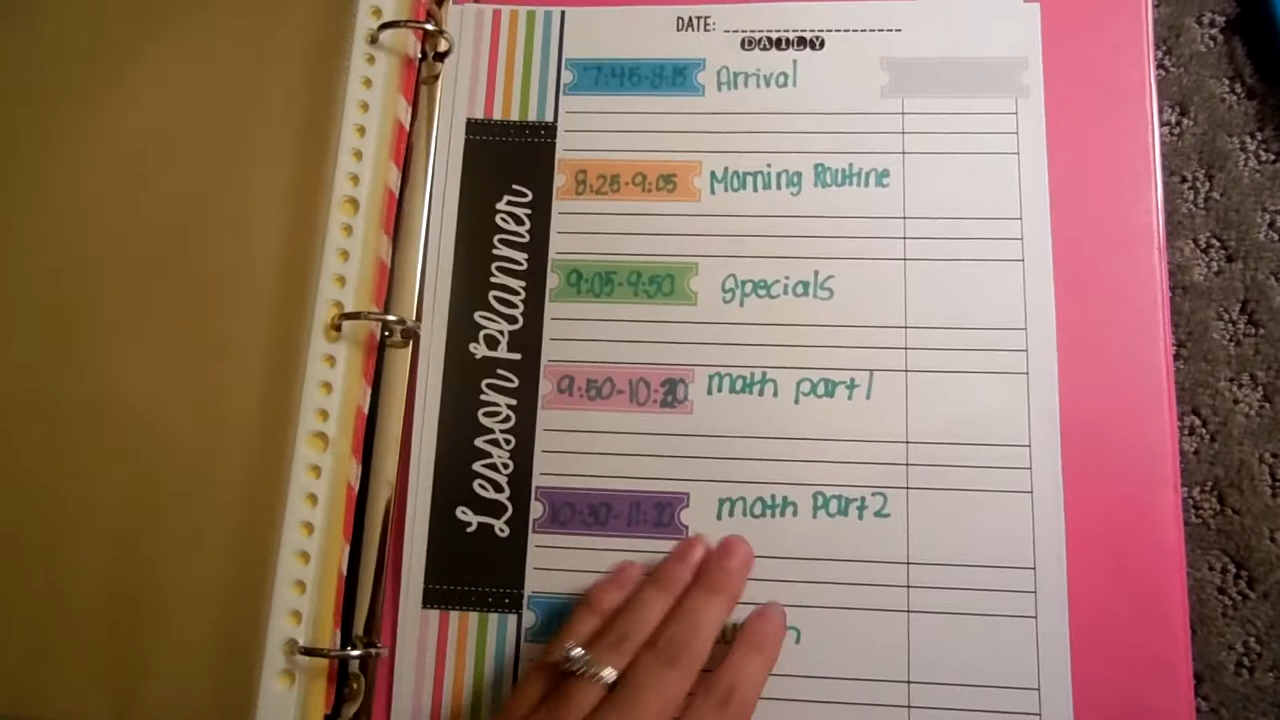 DATE: ____________________
DAILY
7:45-8:15 Arrival
8:25-9:05 Morning Routine
9:05-9:50 Specials
9:50-10:20 math part 1
10:30-11:20 math Part 2
Lesson Planner